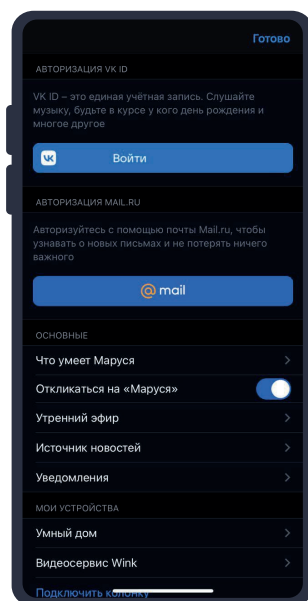 Готово
АВТОРИЗАЦИЯ VK ID
VK ID – это единая учётная запись. Слушайте
музыку, будьте в курсе у кого день рождения и
многое другое
Войти
АВТОРИЗАЦИЯ MAIL.RU
Авторизуйтесь с помощью почты Mail.ru, чтобы
узнавать о новых письмах и не потерять ничего
важного
@mail
ОСНОВНЫЕ
Что умеет Маруся
Откликаться на «Маруся»
Утренний эфир
Источник новостей
Уведомления
МОИ УСТРОЙСТВА
Умный дом
Видеосервис Wink
Подключить колонку